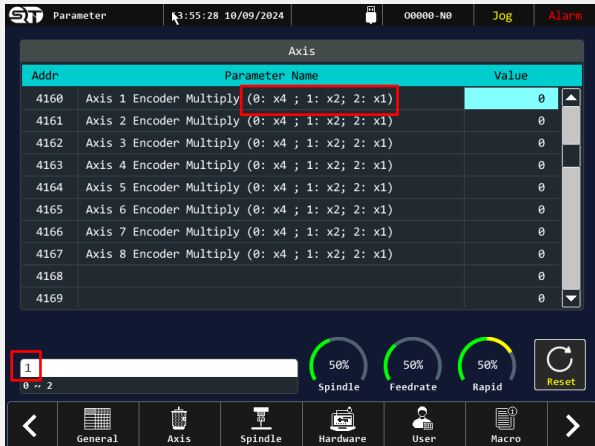 Parameter 13:55:28 10/09/2024 O0000-N0 Jog Alarm
Axis
Addr Parameter Name Value
4160 Axis 1 Encoder Multiply (0: x4 ; 1: x2; 2: x1) 0
4161 Axis 2 Encoder Multiply (0: x4 ; 1: x2; 2: x1) 0
4162 Axis 3 Encoder Multiply (0: x4 ; 1: x2; 2: x1) 0
4163 Axis 4 Encoder Multiply (0: x4 ; 1: x2; 2: x1) 0
4164 Axis 5 Encoder Multiply (0: x4 ; 1: x2; 2: x1) 0
4165 Axis 6 Encoder Multiply (0: x4 ; 1: x2; 2: x1) 0
4166 Axis 7 Encoder Multiply (0: x4 ; 1: x2; 2: x1) 0
4167 Axis 8 Encoder Multiply (0: x4 ; 1: x2; 2: x1) 0
4168 0
4169 0
1
0 ~ 2
50% 50% 50%
Spindle Feedrate Rapid Reset
General Axis Spindle Hardware User Macro